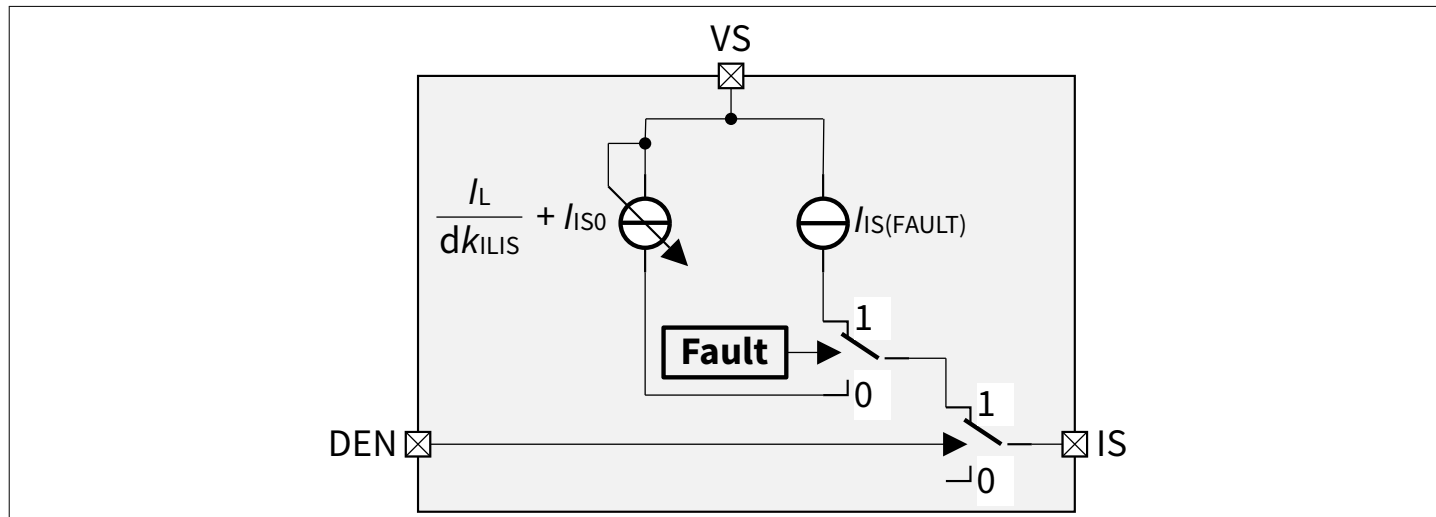 VS
I_L
dk_ILIS
+ I_IS0
I_IS(FAULT)
1
Fault
0
1
DEN
IS
0